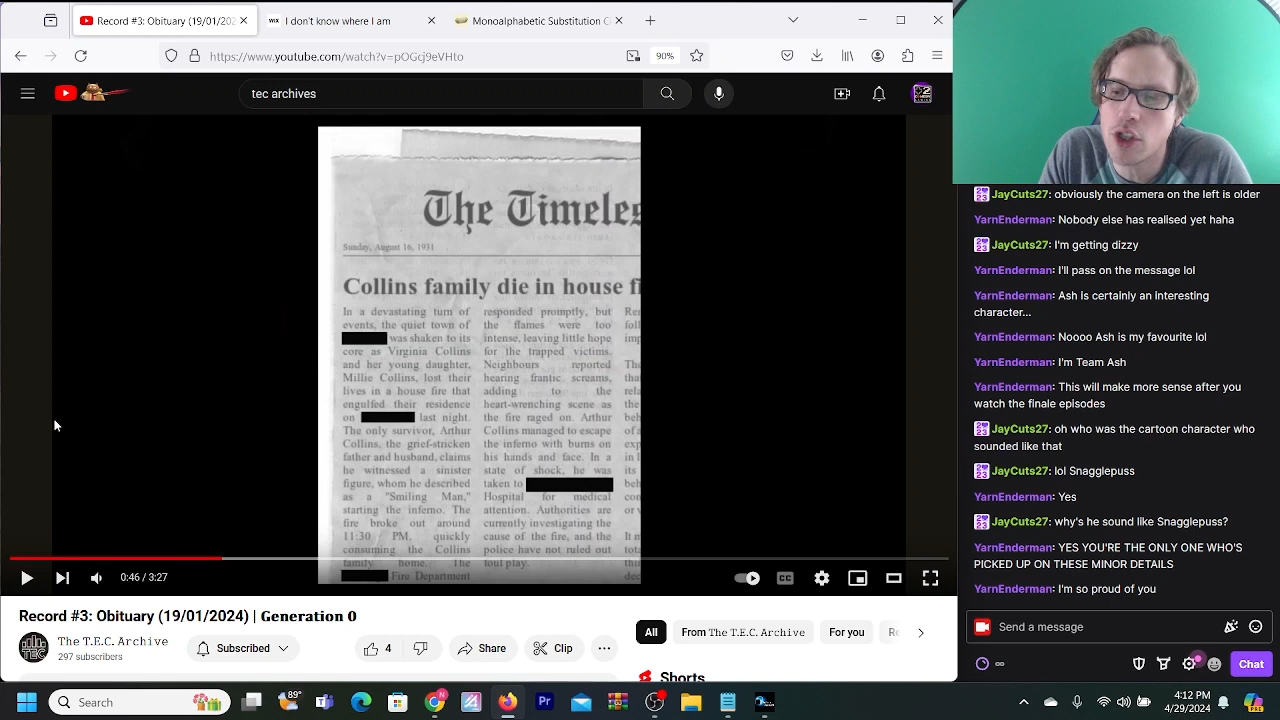 Record #3: Obituary (19/01/202
I don't know where I am
Monoalphabetic Substitution C
https://www.youtube.com/watch?v=pOGcj9eVHto
90%
tec archives
The Timeles
Sunday, August 16, 1931
Collins family die in house fi
In a devastating turn of
events, the quiet town of
was shaken to its
core as Virginia Collins
and her young daughter,
Millie Collins, lost their
lives in a house fire that
engulfed their residence
on last night.
The only survivor, Arthur
Collins, the grief-stricken
father and husband, claims
he witnessed a sinister
figure, whom he described
as a "Smiling Man,"
starting the inferno. The
fire broke out around
11:30 PM, quickly
consuming the Collins
family home. The
Fire Department
responded promptly, but
the flames were too
intense, leaving little hope
for the trapped victims.
Neighbours reported
hearing frantic screams,
adding to the
heart-wrenching scene as
the fire raged on. Arthur
Collins managed to escape
the inferno with burns on
his hands and face. In a
state of shock, he was
taken to
Hospital for medical
attention. Authorities are
currently investigating the
cause of the fire, and the
police have not ruled out
foul play.
0:46 / 3:27
CC
Record #3: Obituary (19/01/2024) | Generation 0
The T.E.C. Archive
297 subscribers
Subscribed
4
Share
Clip
All
From The T.E.C. Archive
For you
Re
Shorts
JayCuts27: obviously the camera on the left is older
YarnEnderman: Nobody else has realised yet haha
JayCuts27: I'm getting dizzy
YarnEnderman: I'll pass on the message lol
YarnEnderman: Ash is certainly an interesting
character...
YarnEnderman: Noooo Ash is my favourite lol
YarnEnderman: I'm Team Ash
YarnEnderman: This will make more sense after you
watch the finale episodes
JayCuts27: oh who was the cartoon character who
sounded like that
JayCuts27: lol Snagglepuss
YarnEnderman: Yes
JayCuts27: why is he sound like Snagglepuss?
YarnEnderman: YES YOU'RE THE ONLY ONE WHO'S
PICKED UP ON THESE MINOR DETAILS
YarnEnderman: I'm so proud of you
Send a message
Chat
Search
89°
4:12 PM
4/29/2024